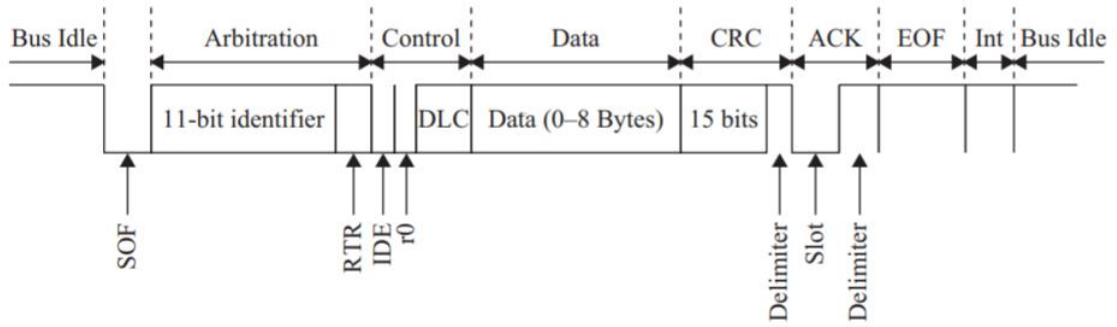 Bus Idle Arbitration Control Data CRC ACK EOF Int Bus Idle
11-bit identifier DLC Data (0–8 Bytes) 15 bits
SOF
RTR
IDE
r0
Delimiter
Slot
Delimiter